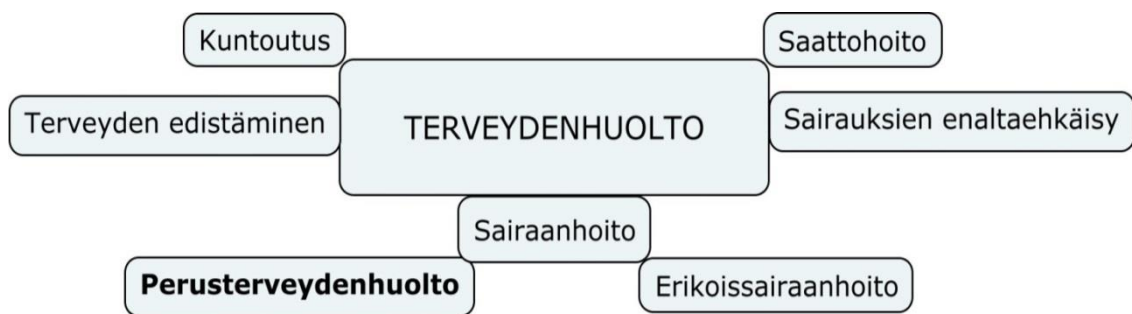 Kuntoutus
Saattohoito
Terveyden edistäminen
TERVEYDENHUOLTO
Sairauksien enaltaehkäisy
Sairaanhoito
Perusterveydenhuolto
Erikoissairaanhoito